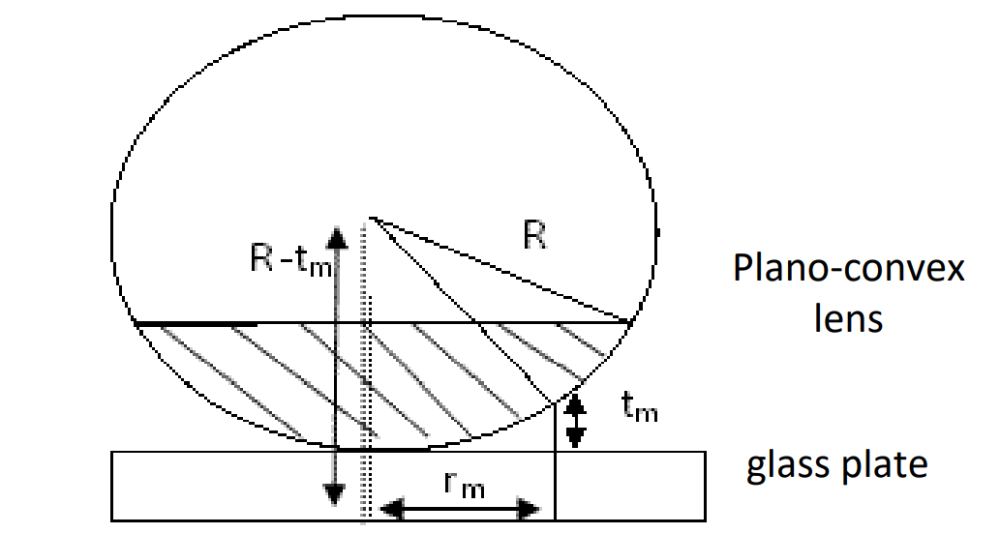 R
R-tm
Plano-convex
lens
tm
glass plate
rm